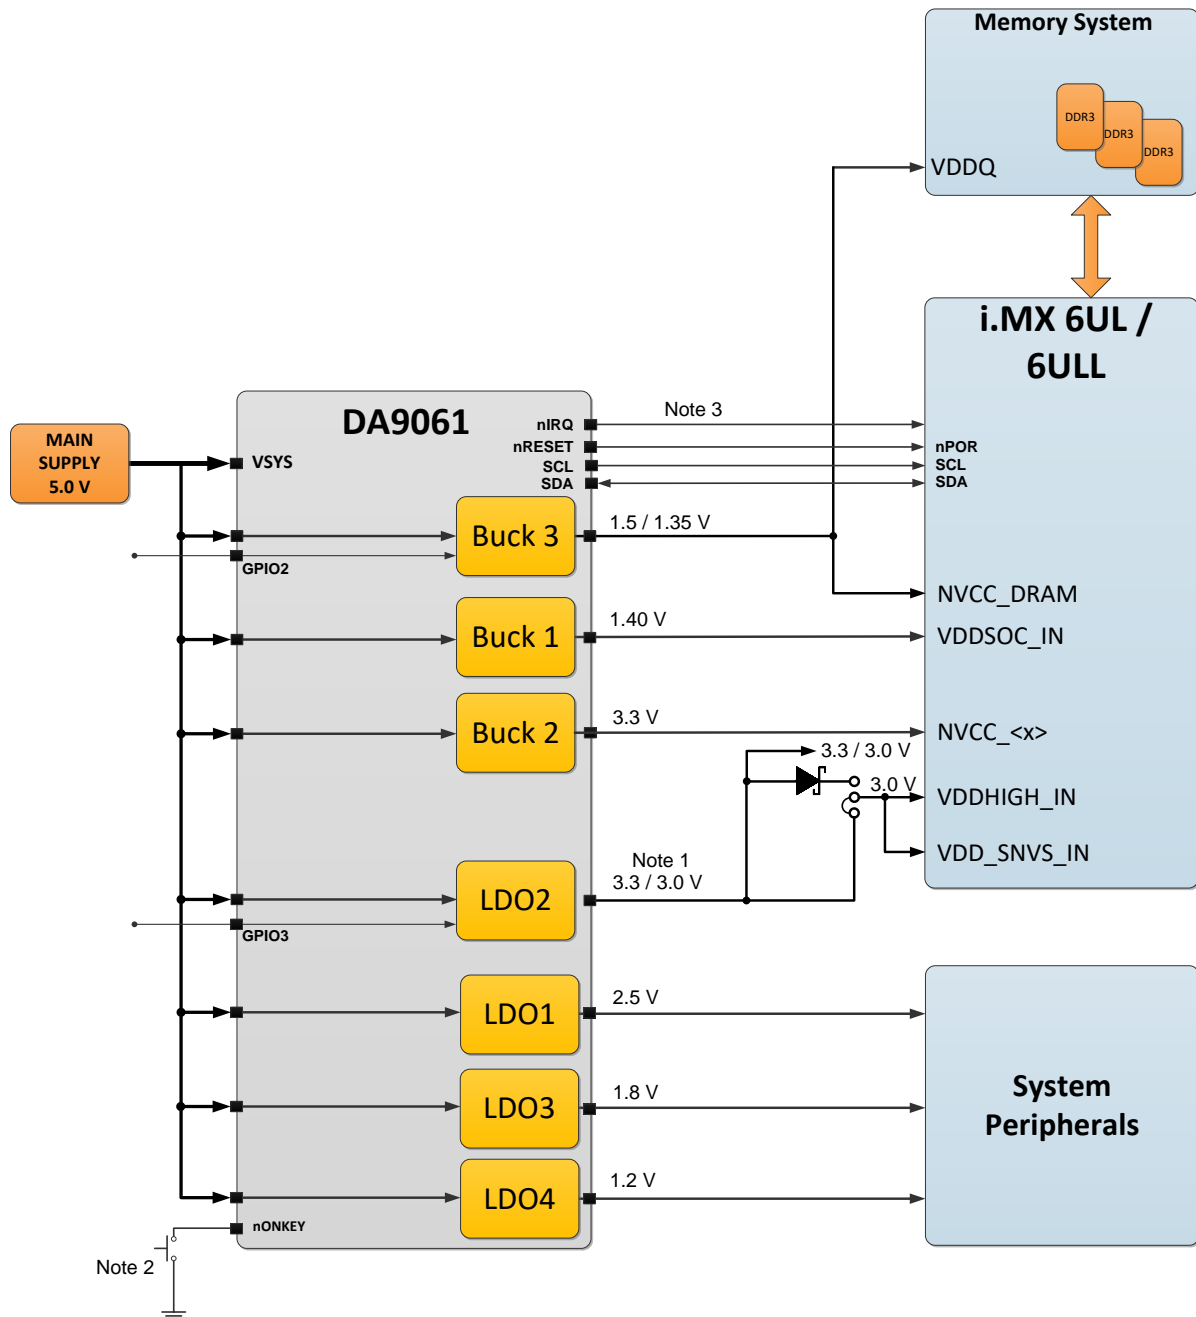 Memory System
DDR3
DDR3
DDR3
VDDQ
i.MX 6UL /
6ULL
DA9061
MAIN
SUPPLY
5.0 V
VSYS
nIRQ
nRESET
SCL
SDA
Note 3
nPOR
SCL
SDA
Buck 3
1.5 / 1.35 V
GPIO2
NVCC_DRAM
Buck 1
1.40 V
VDDSOC_IN
Buck 2
3.3 V
NVCC_<x>
3.3 / 3.0 V
3.0 V
VDDHIGH_IN
VDD_SNVS_IN
Note 1
3.3 / 3.0 V
LDO2
GPIO3
LDO1
2.5 V
LDO3
1.8 V
System
Peripherals
LDO4
1.2 V
nONKEY
Note 2